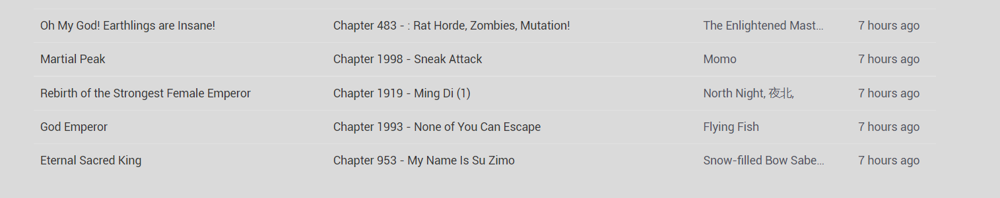 Oh My God! Earthlings are Insane! Chapter 483 - : Rat Horde, Zombies, Mutation! The Enlightened Mast... 7 hours ago
Martial Peak Chapter 1998 - Sneak Attack Momo 7 hours ago
Rebirth of the Strongest Female Emperor Chapter 1919 - Ming Di (1) North Night, 夜北, 7 hours ago
God Emperor Chapter 1993 - None of You Can Escape Flying Fish 7 hours ago
Eternal Sacred King Chapter 953 - My Name Is Su Zimo Snow-filled Bow Sabe... 7 hours ago